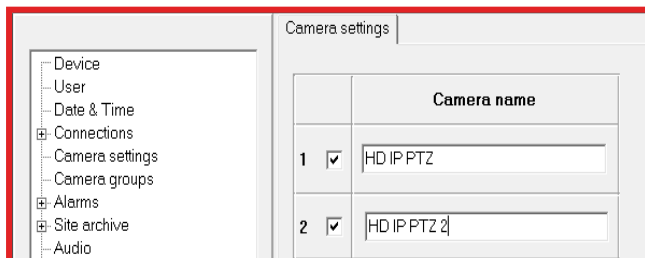 Camera settings
Device
User
Date & Time
Connections
Camera settings
Camera groups
Alarms
Site archive
Audio
Camera name
1 HD IP PTZ
2 HD IP PTZ 2